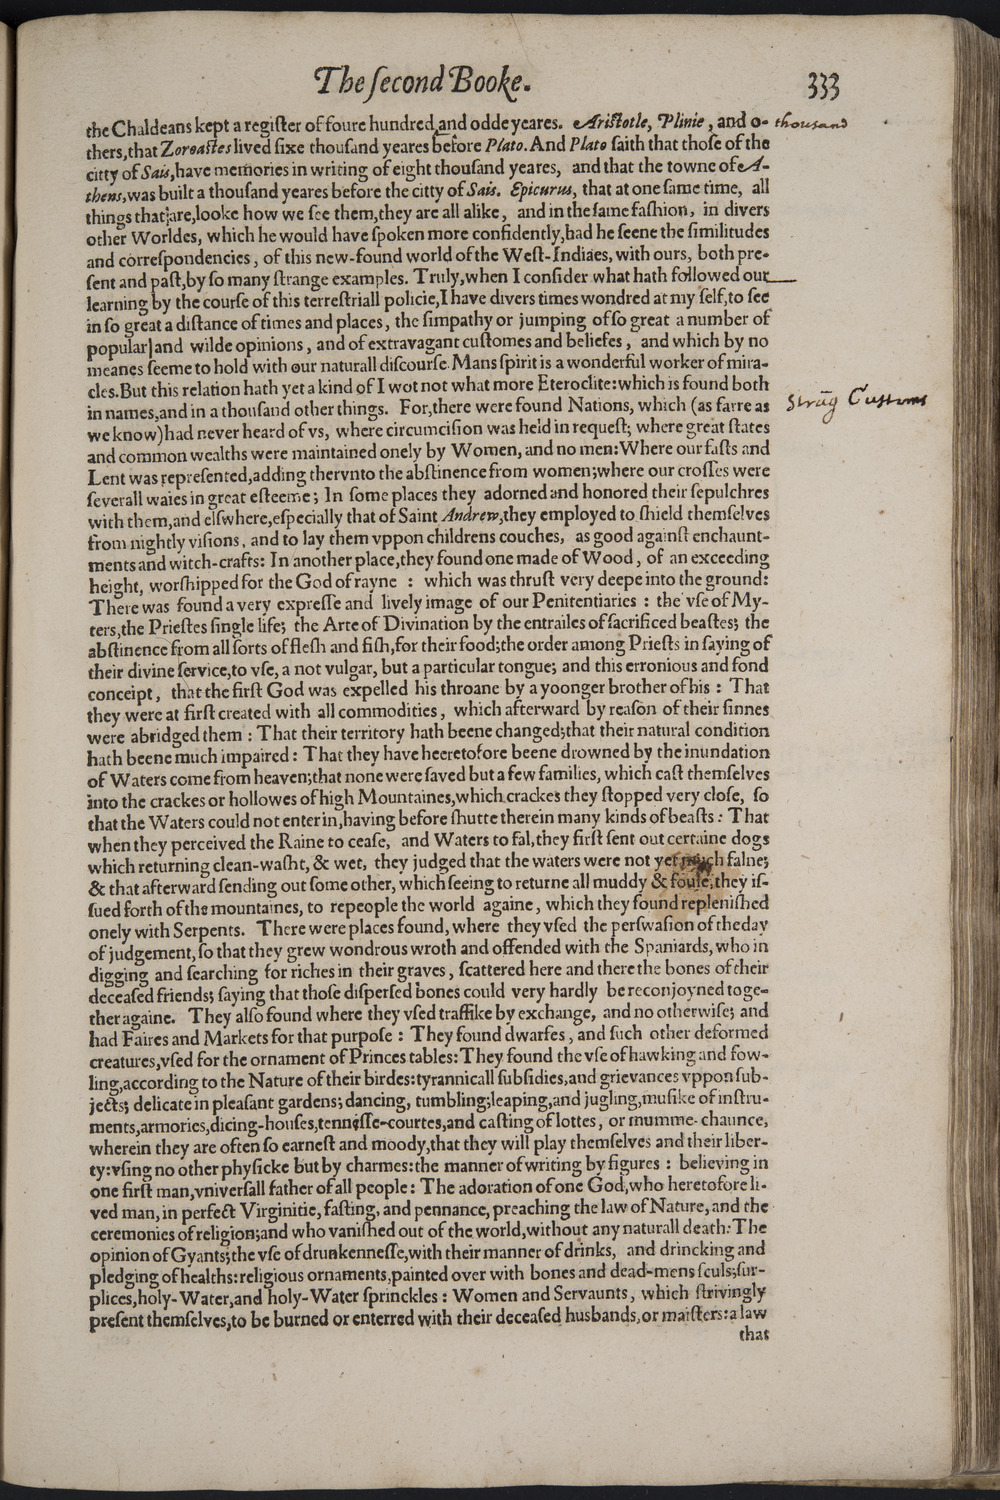 The ſecond Booke.
333
the Chaldeans kept a regiſter of foure hundred and odde yeares. Ariſtotle, Plinie, and o-
thouſand
thers,that Zoroaſtes lived ſixe thouſand yeares before Plato. And Plato ſaith that thoſe of the
citty of Sais,have memories in writing of eight thouſand yeares, and that the towne of A-
thens,was built a thouſand yeares before the citty of Sais. Epicurus, that at one ſame time, all
things that are,looke how we ſee them,they are all alike, and in the ſame faſhion, in divers
other Worldes, which he would have ſpoken more confidently,had he ſeene the ſimilitudes
and correſpondencies, of this new-found world of the Weſt-Indiaes, with ours, both pre-
ſent and paſt,by ſo many ſtrange examples. Truly,when I conſider what hath followed our
learning by the courſe of this terreſtriall policie,I have divers times wondred at my ſelf,to ſee
in ſo great a diſtance of times and places, the ſimpathy or jumping of ſo great a number of
popular and wilde opinions, and of extravagant cuſtomes and beliefes, and which by no
meanes ſeeme to hold with our naturall diſcourſe. Mans ſpirit is a wonderful worker of mira-
cles.But this relation hath yet a kind of I wot not what more Eteroclite:which is found both
Strāg Cuſtoms
in names,and in a thouſand other things. For,there were found Nations, which (as farre as
we know)had never heard of vs, where circumciſion was held in requeſt; where great ſtates
and common wealths were maintained onely by Women, and no men:Where our faſts and
Lent was repreſented,adding thervnto the abſtinence from women;where our croſſes were
ſeverall waies in great eſteeme; In ſome places they adorned and honored their ſepulchres
with them,and elſwhere,eſpecially that of Saint Andrew,they employed to ſhield themſelves
from nightly viſions, and to lay them vppon childrens couches, as good againſt enchaunt-
ments and witch-crafts: In another place,they found one made of Wood, of an exceeding
height, worſhipped for the God of rayne : which was thruſt very deepe into the ground:
There was found a very expreſſe and lively image of our Penitentiaries : the vſe of My-
ters,the Prieſtes ſingle life; the Arte of Divination by the entrailes of ſacrificed beaſtes; the
abſtinence from all ſorts of fleſh and fiſh,for their food;the order among Prieſts in ſaying of
their divine ſervice,to vſe, a not vulgar, but a particular tongue; and this erronious and fond
conceipt, that the firſt God was expelled his throane by a yoonger brother of his : That
they were at firſt created with all commodities, which afterward by reaſon of their ſinnes
were abridged them : That their territory hath beene changed;that their natural condition
hath beene much impaired : That they have heeretofore beene drowned by the inundation
of Waters come from heaven;that none were ſaved but a few families, which caſt themſelves
into the crackes or hollowes of high Mountaines,which crackes they ſtopped very cloſe, ſo
that the Waters could not enter in,having before ſhutte therein many kinds of beaſts : That
when they perceived the Raine to ceaſe, and Waters to fal,they firſt ſent out certaine dogs
which returning clean-waſht, & wet, they judged that the waters were not yet much falne;
& that afterward ſending out ſome other, which ſeeing to returne all muddy & foule,they iſ-
ſued forth of the mountaines, to repeople the world againe, which they found repleniſhed
onely with Serpents. There were places found, where they vſed the perſwaſion of the day
of judgement,ſo that they grew wondrous wroth and offended with the Spaniards, who in
digging and ſearching for riches in their graves, ſcattered here and there the bones of their
deceaſed friends; ſaying that thoſe diſperſed bones could very hardly be reconjoyned toge-
ther againe. They alſo found where they vſed traffike by exchange, and no otherwiſe; and
had Faires and Markets for that purpoſe : They found dwarfes, and ſuch other deformed
creatures,vſed for the ornament of Princes tables:They found the vſe of hawking and fow-
ling,according to the Nature of their birdes:tyrannicall ſubſidies,and grievances vppon ſub-
jects; delicate in pleaſant gardens; dancing, tumbling;leaping,and jugling,muſike of inſtru-
ments,armories,dicing-houſes,tenniſſe-courtes,and caſting of lottes, or mumme-chaunce,
wherein they are often ſo earneſt and moody,that they will play themſelves and their liber-
ty:vſing no other phyſicke but by charmes:the manner of writing by figures : believing in
one firſt man,vniverſall father of all people: The adoration of one God,who heretofore li-
ved man,in perfect Virginitie, faſting, and pennance, preaching the law of Nature,and the
ceremonies of religion;and who vaniſhed out of the world,without any naturall death: The
opinion of Gyants;the vſe of drunkenneſſe,with their manner of drinks, and drincking and
pledging of healths:religious ornaments,painted over with bones and dead-mens ſculs;ſur-
plices,holy-Water,and holy-Water ſprinckles : Women and Servaunts, which ſtrivingly
preſent themſelves,to be burned or enterred with their deceaſed husbands,or maiſters:a law
that